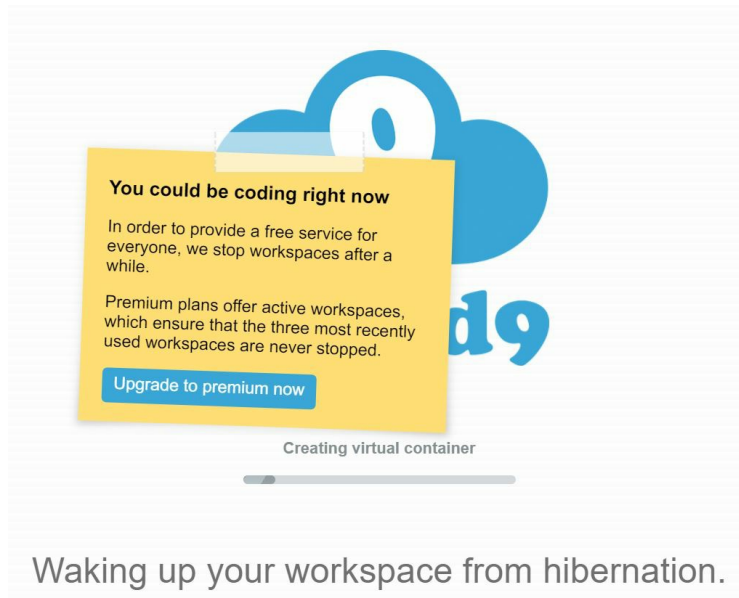 You could be coding right now
In order to provide a free service for
everyone, we stop workspaces after a
while.
Premium plans offer active workspaces,
which ensure that the three most recently
used workspaces are never stopped.
Upgrade to premium now
d9
Creating virtual container
Waking up your workspace from hibernation.